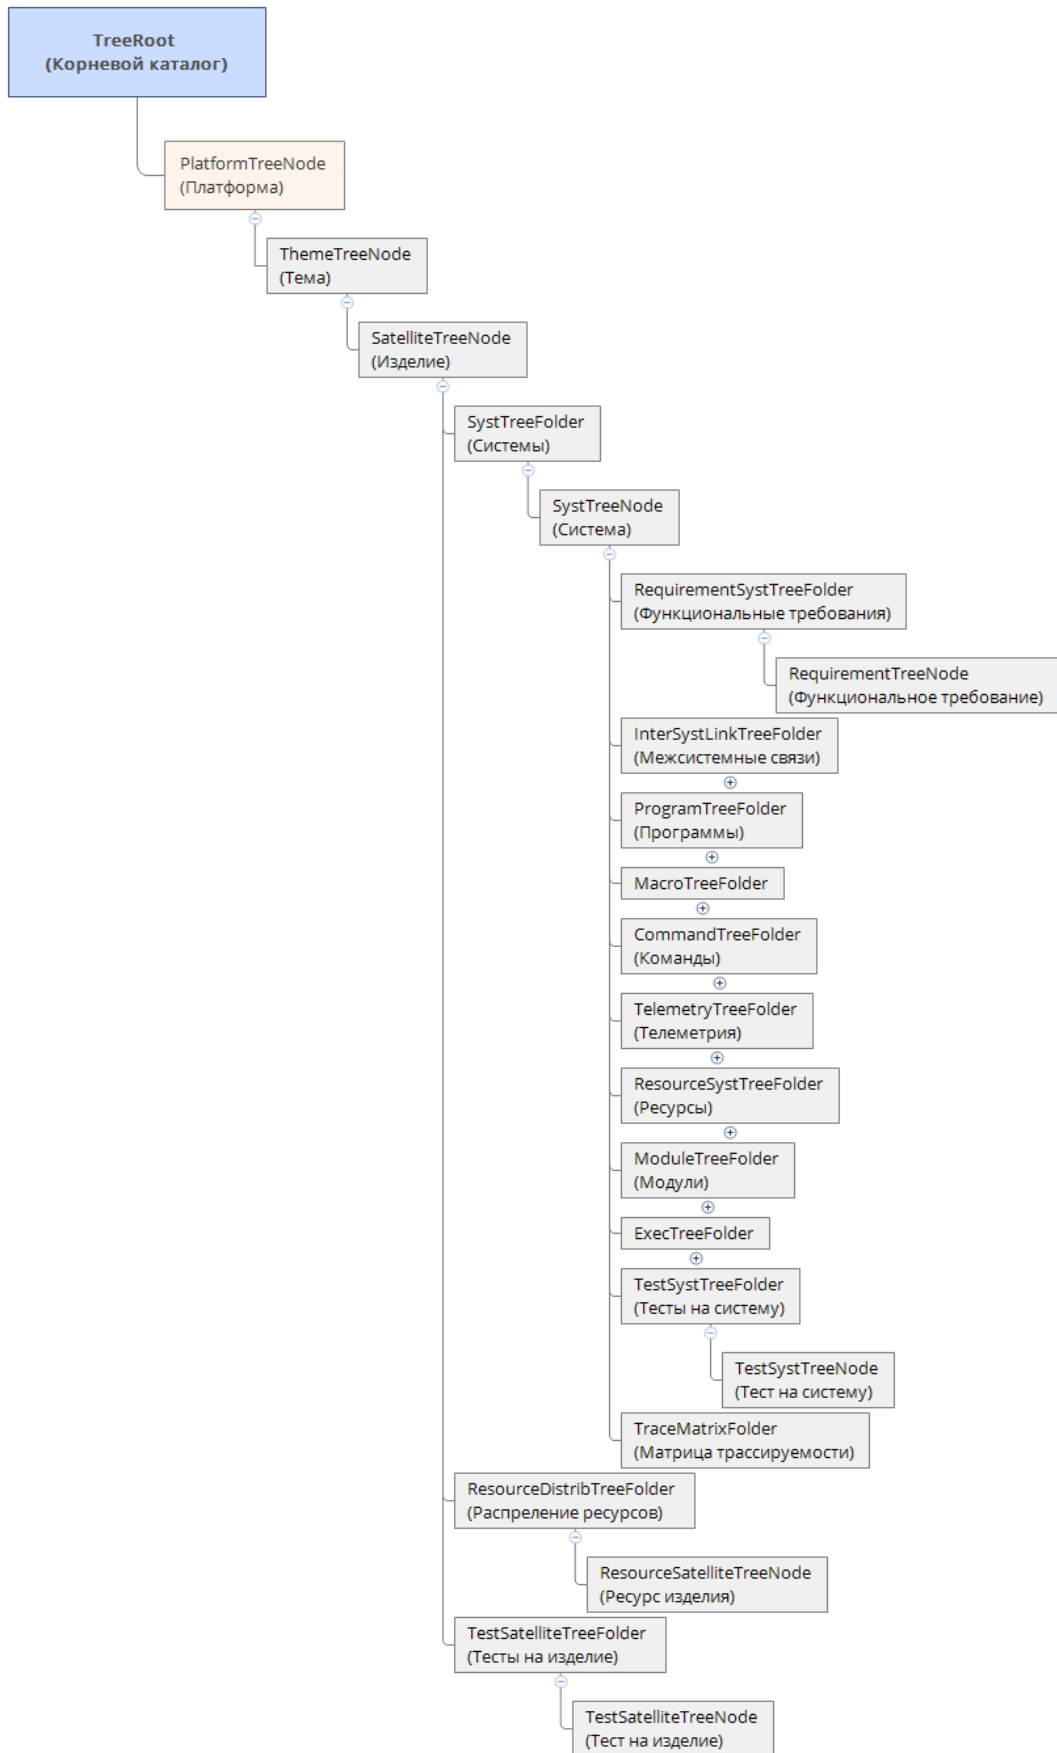 TreeRoot
(Корневой каталог)
PlatformTreeNode
(Платформа)
ThemeTreeNode
(Тема)
SatelliteTreeNode
(Изделие)
SystTreeFolder
(Системы)
SystTreeNode
(Система)
RequirementSystTreeFolder
(Функциональные требования)
RequirementTreeNode
(Функциональное требование)
InterSystLinkTreeFolder
(Межсистемные связи)
ProgramTreeFolder
(Программы)
MacroTreeFolder
CommandTreeFolder
(Команды)
TelemetryTreeFolder
(Телеметрия)
ResourceSystTreeFolder
(Ресурсы)
ModuleTreeFolder
(Модули)
ExecTreeFolder
TestSystTreeFolder
(Тесты на систему)
TestSystTreeNode
(Тест на систему)
TraceMatrixFolder
(Матрица трассируемости)
ResourceDistribTreeFolder
(Распреление ресурсов)
ResourceSatelliteTreeNode
(Ресурс изделия)
TestSatelliteTreeFolder
(Тесты на изделие)
TestSatelliteTreeNode
(Тест на изделие)